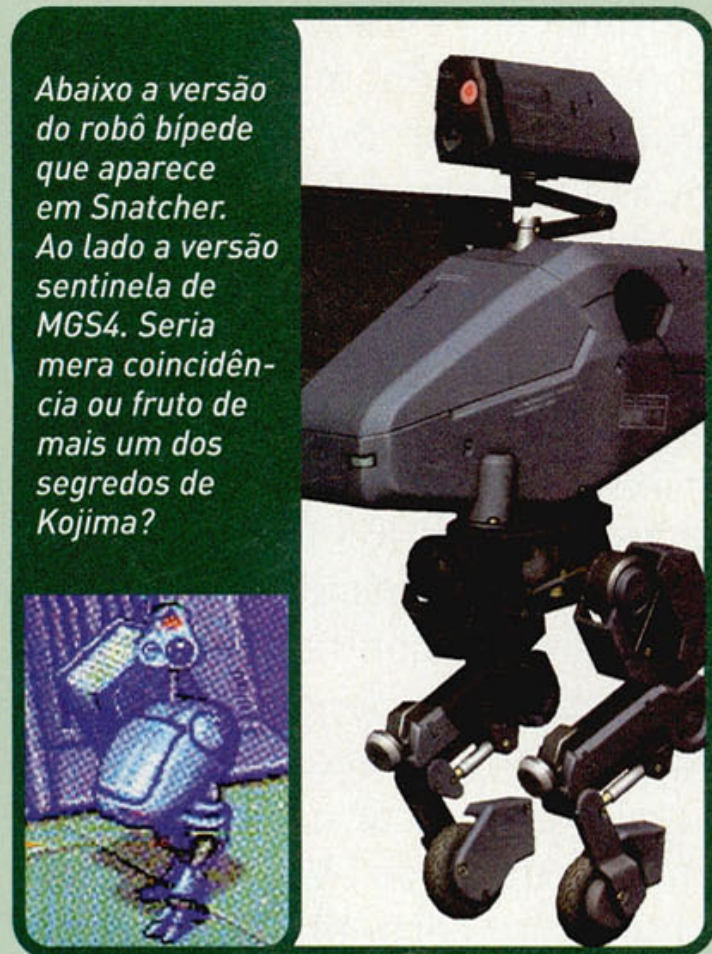 Abaixo a versão
do robô bípede
que aparece
em Snatcher.
Ao lado a versão
sentinela de
MGS4. Seria
mera coincidên-
cia ou fruto de
mais um dos
segredos de
Kojima?